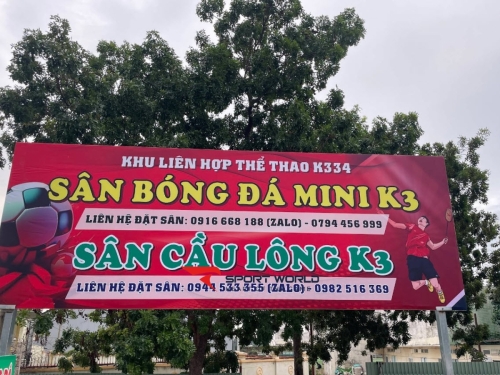 KHU LIÊN HỢP THỂ THAO K334
SÂN BÓNG ĐÁ MINI K3
LIÊN HỆ ĐẶT SÂN: 0916 668 188 (ZALO) - 0794 456 999
SÂN CẦU LÔNG K3
SPORT WORLD
LIÊN HỆ ĐẶT SÂN: 0944 533 355 (ZALO) - 0982 516 369